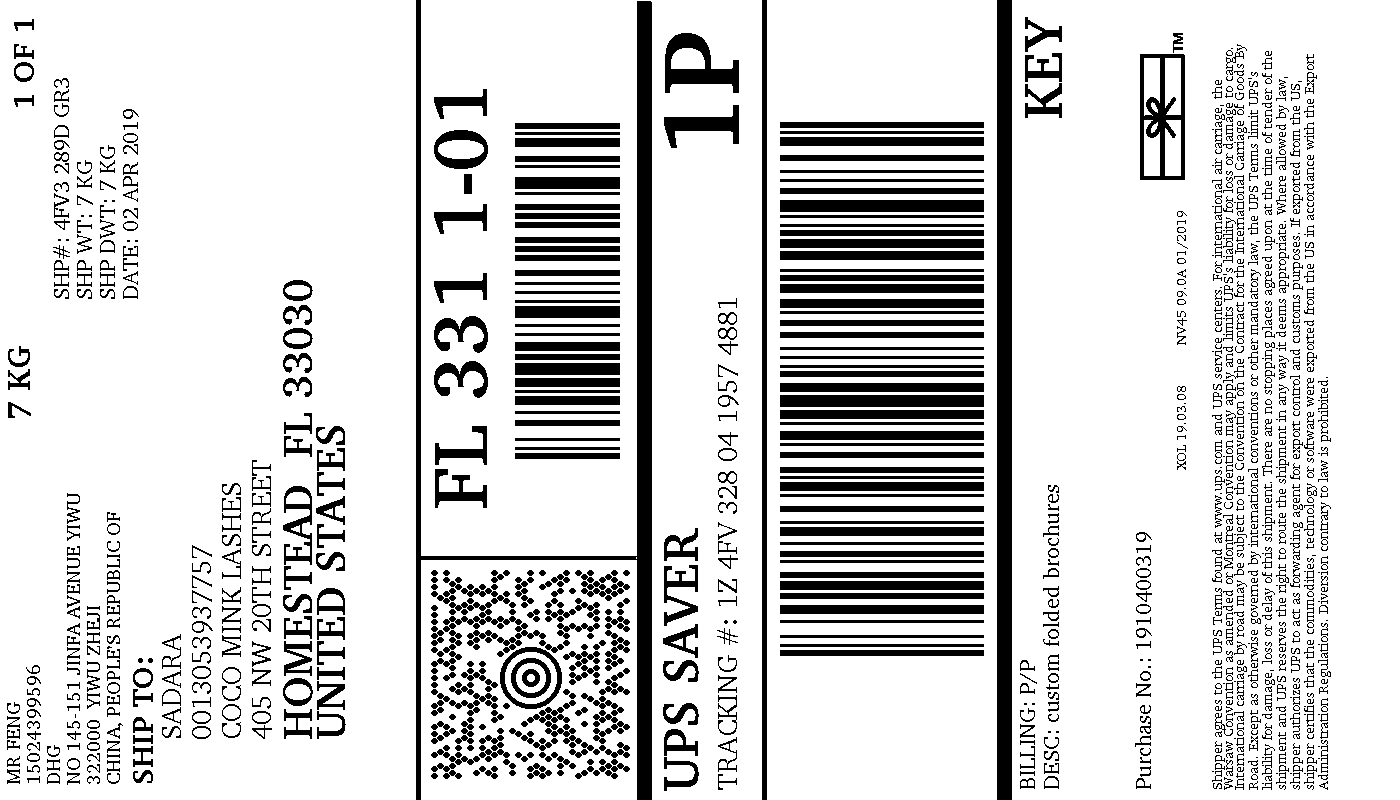 MR FENG
15024399596
DHG
NO 145-151 JINFA AVENUE YIWU
322000 YIWU ZHEJI
CHINA, PEOPLE'S REPUBLIC OF
7 KG
1 OF 1
SHP#: 4FV3 289D GR3
SHP WT: 7 KG
SHP DWT: 7 KG
DATE: 02 APR 2019
SHIP TO:
SADARA
0013053937757
COCO MINK LASHES
405 NW 20TH STREET
HOMESTEAD FL 33030
UNITED STATES
FL 331 1-01
UPS SAVER
1P
TRACKING #: 1Z 4FV 328 04 1957 4881
BILLING: P/P
DESC: custom folded brochures
KEY
Purchase No.: 1910400319
XOL 19.03.08 NV45 09.0A 01/2019
TM
Shipper agrees to the UPS Terms found at www.ups.com and UPS service centers. For international air carriage, the
Warsaw Convention as amended or Montreal Convention may apply and limits UPS's liability for loss or damage to cargo.
International carriage by road may be subject to the Convention on the Contract for the International Carriage of Goods By
Road. Except as otherwise governed by international conventions or other mandatory law, the UPS Terms limit UPS's
liability for damage, loss or delay of this shipment. There are no stopping places agreed upon at the time of tender of the
shipment and UPS reserves the right to route the shipment in any way it deems appropriate. Where allowed by law,
shipper authorizes UPS to act as forwarding agent for export control and customs purposes. If exported from the US,
shipper certifies that the commodities, technology or software were exported from the US in accordance with the Export
Administration Regulations. Diversion contrary to law is prohibited.